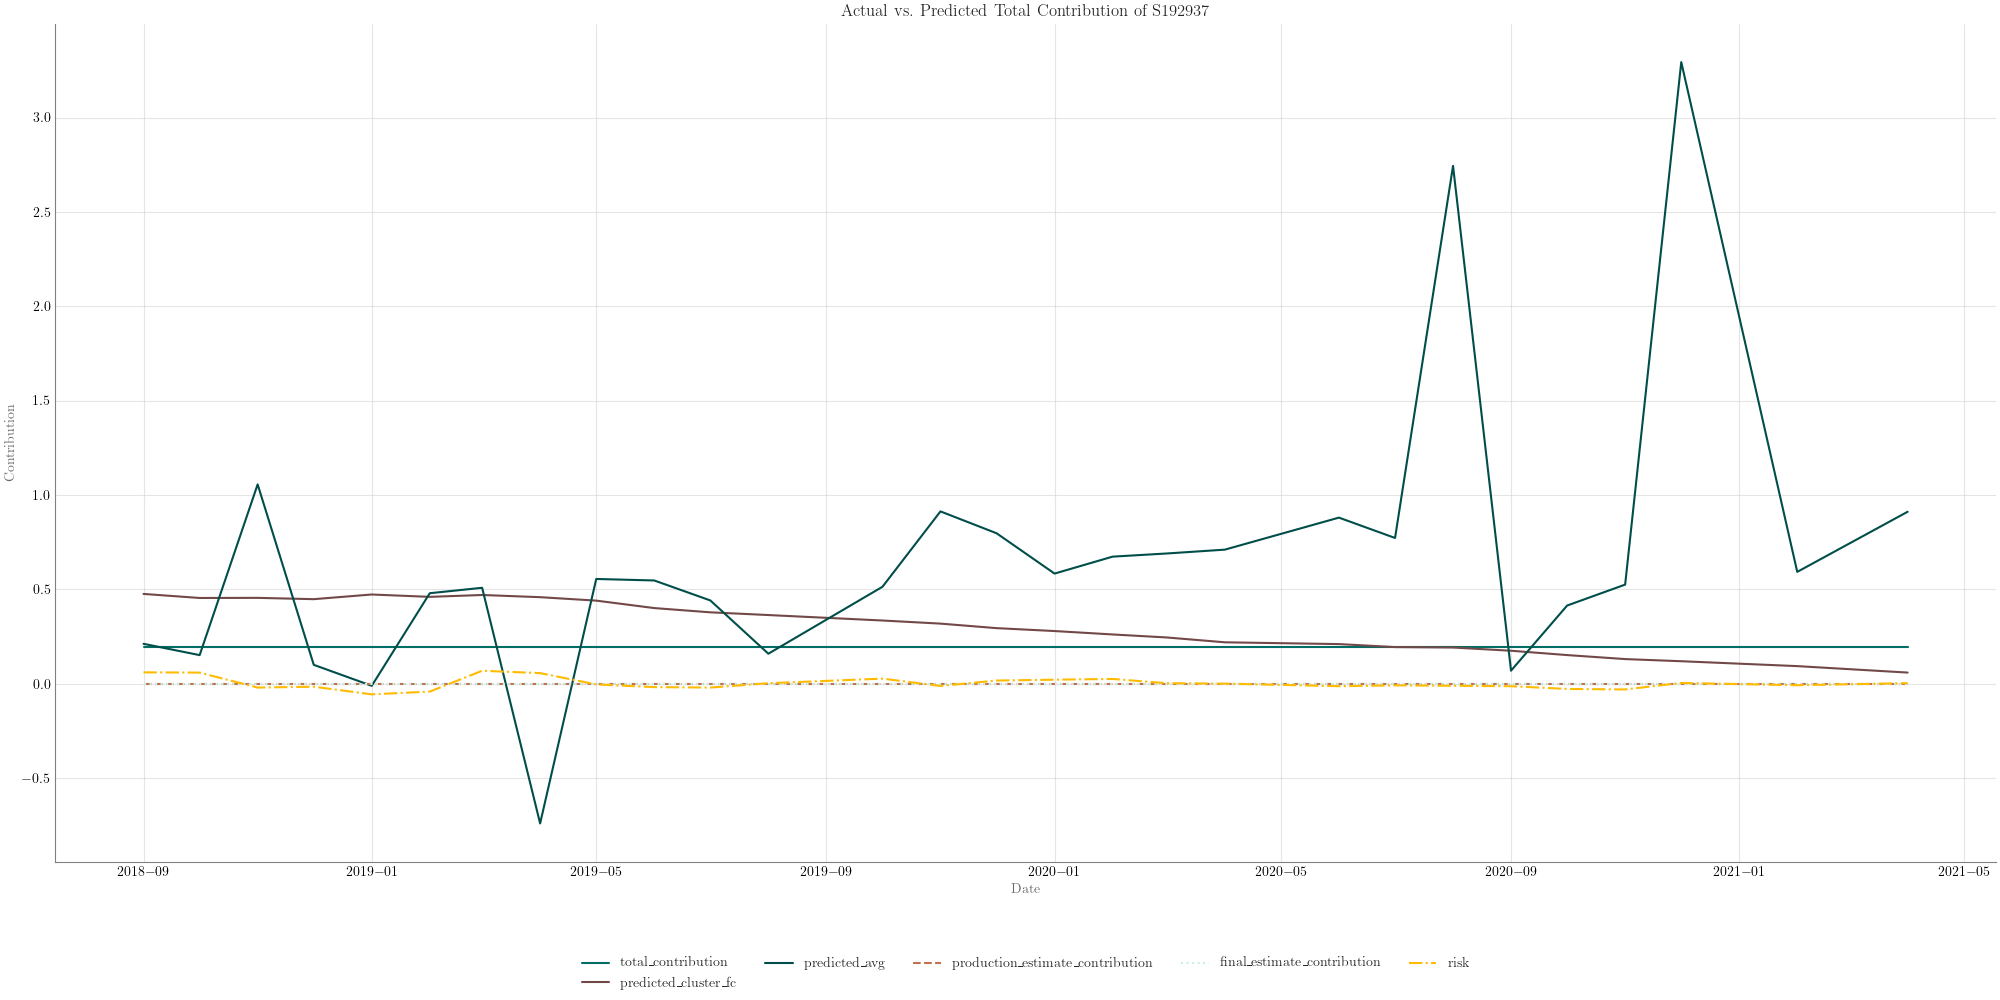 Actual vs. Predicted Total Contribution of S192937
Contribution
3.0
2.5
2.0
1.5
1.0
0.5
0.0
−0.5
2018−09 2019−01 2019−05 2019−09 2020−01 2020−05 2020−09 2021−01 2021−05
Date
total_contribution predicted_avg production_estimate_contribution final_estimate_contribution risk
predicted_cluster_fc